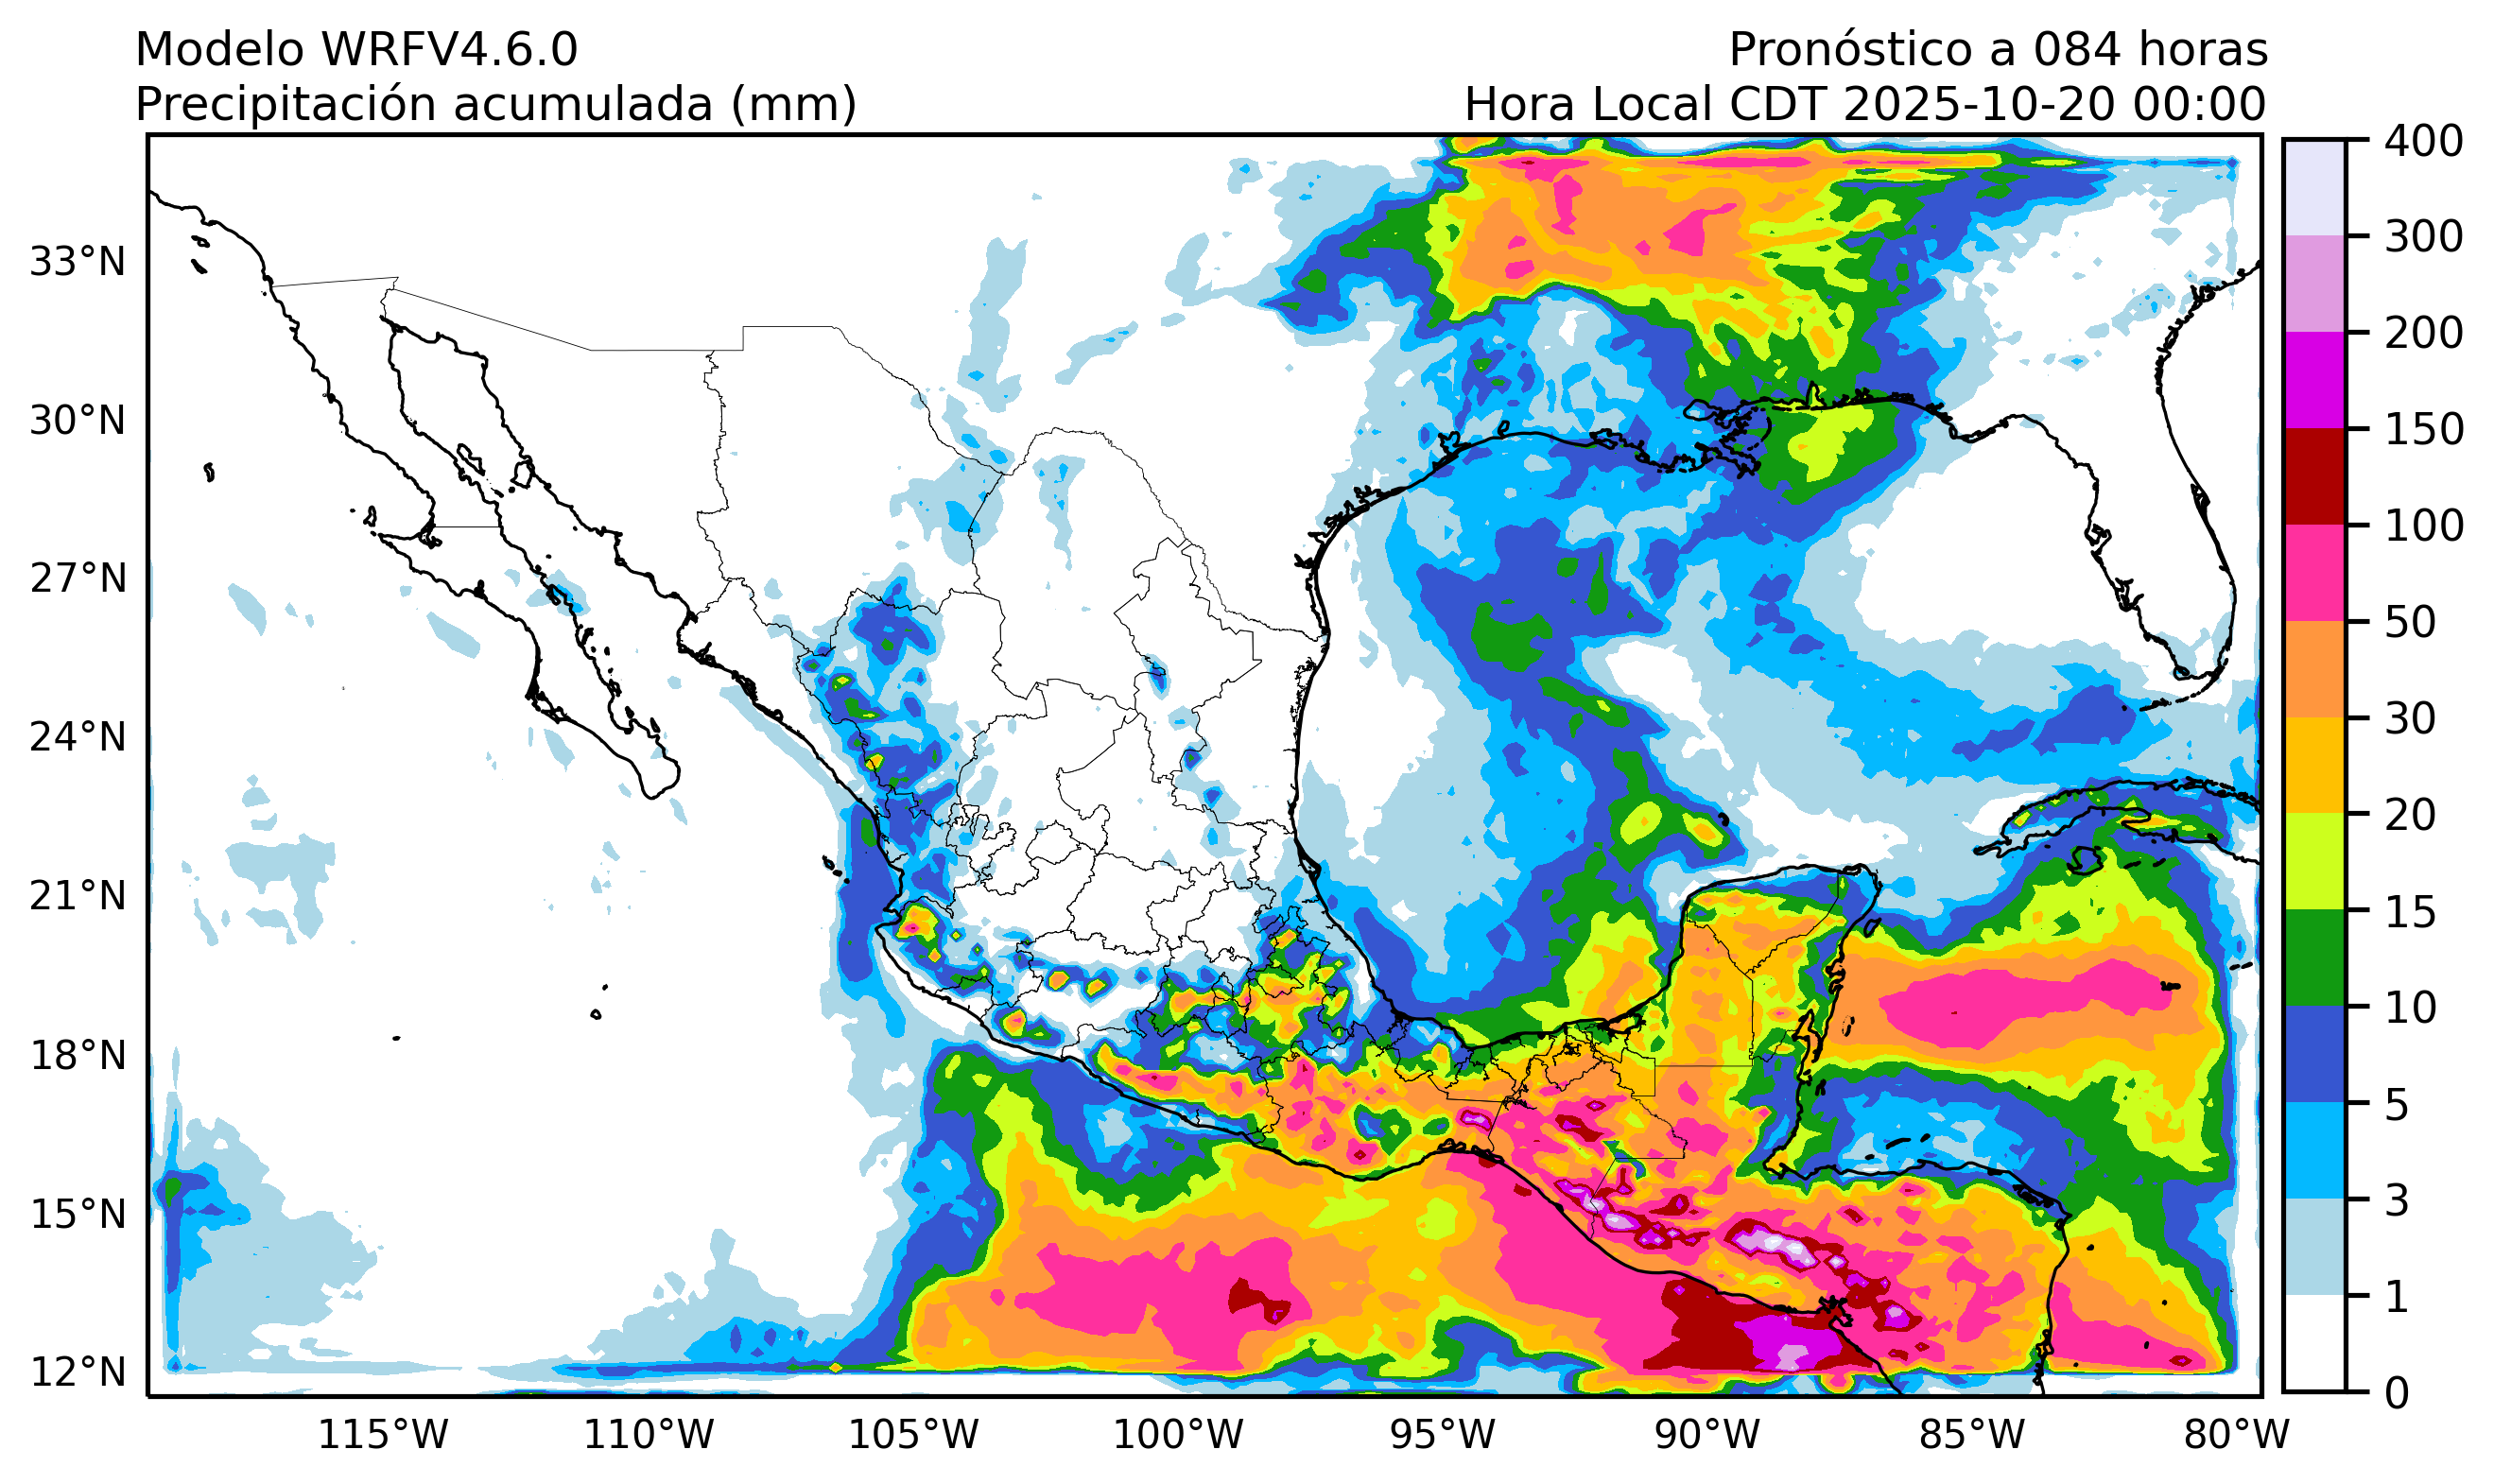 Modelo WRFV4.6.0
Pronóstico a 084 horas
Precipitación acumulada (mm)
Hora Local CDT 2025-10-20 00:00
33°N
30°N
27°N
24°N
21°N
18°N
15°N
12°N
115°W
110°W
105°W
100°W
95°W
90°W
85°W
80°W
400
300
200
150
100
50
30
20
15
10
5
3
1
0